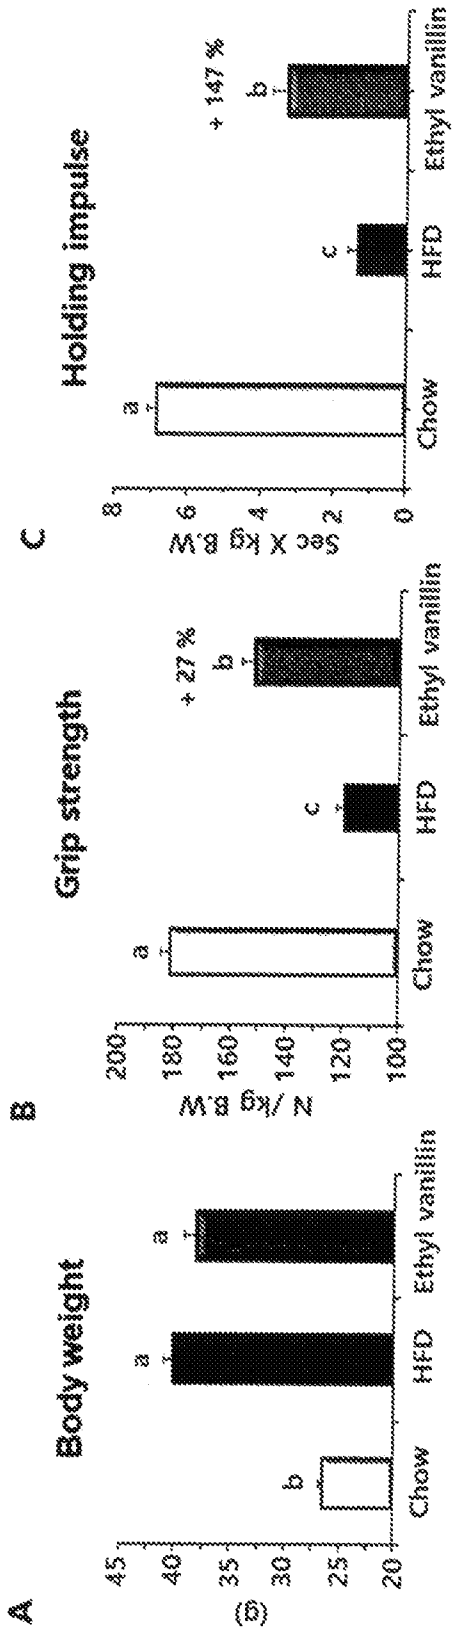 A
Body weight
(g)
45
40
35
30
25
20
b
a
a
Chow
HFD
Ethyl vanillin
B
Grip strength
N /kg B.W
200
180
160
140
120
100
a
c
+ 27 %
b
Chow
HFD
Ethyl vanillin
C
Holding impulse
Sec X kg B.W
8
6
4
2
0
a
c
+ 147 %
b
Chow
HFD
Ethyl vanillin